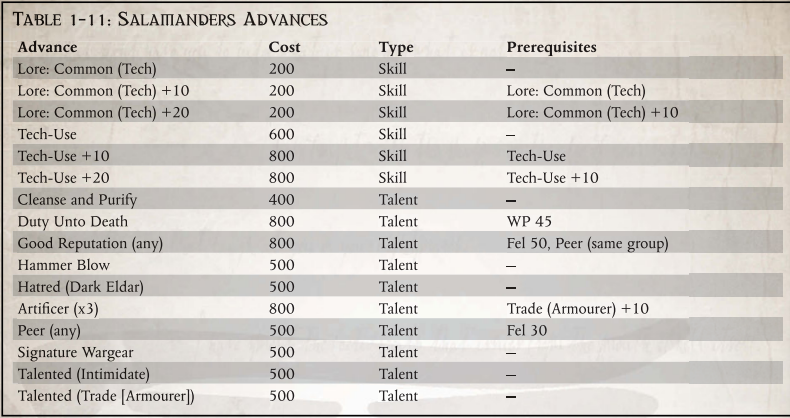 Table 1-11: Salamanders Advances
Advance Cost Type Prerequisites
Lore: Common (Tech) 200 Skill –
Lore: Common (Tech) +10 200 Skill Lore: Common (Tech)
Lore: Common (Tech) +20 200 Skill Lore: Common (Tech) +10
Tech-Use 600 Skill –
Tech-Use +10 800 Skill Tech-Use
Tech-Use +20 800 Skill Tech-Use +10
Cleanse and Purify 400 Talent –
Duty Unto Death 800 Talent WP 45
Good Reputation (any) 800 Talent Fel 50, Peer (same group)
Hammer Blow 500 Talent –
Hatred (Dark Eldar) 500 Talent –
Artificer (x3) 800 Talent Trade (Armourer) +10
Peer (any) 500 Talent Fel 30
Signature Wargear 500 Talent –
Talented (Intimidate) 500 Talent –
Talented (Trade [Armourer]) 500 Talent –